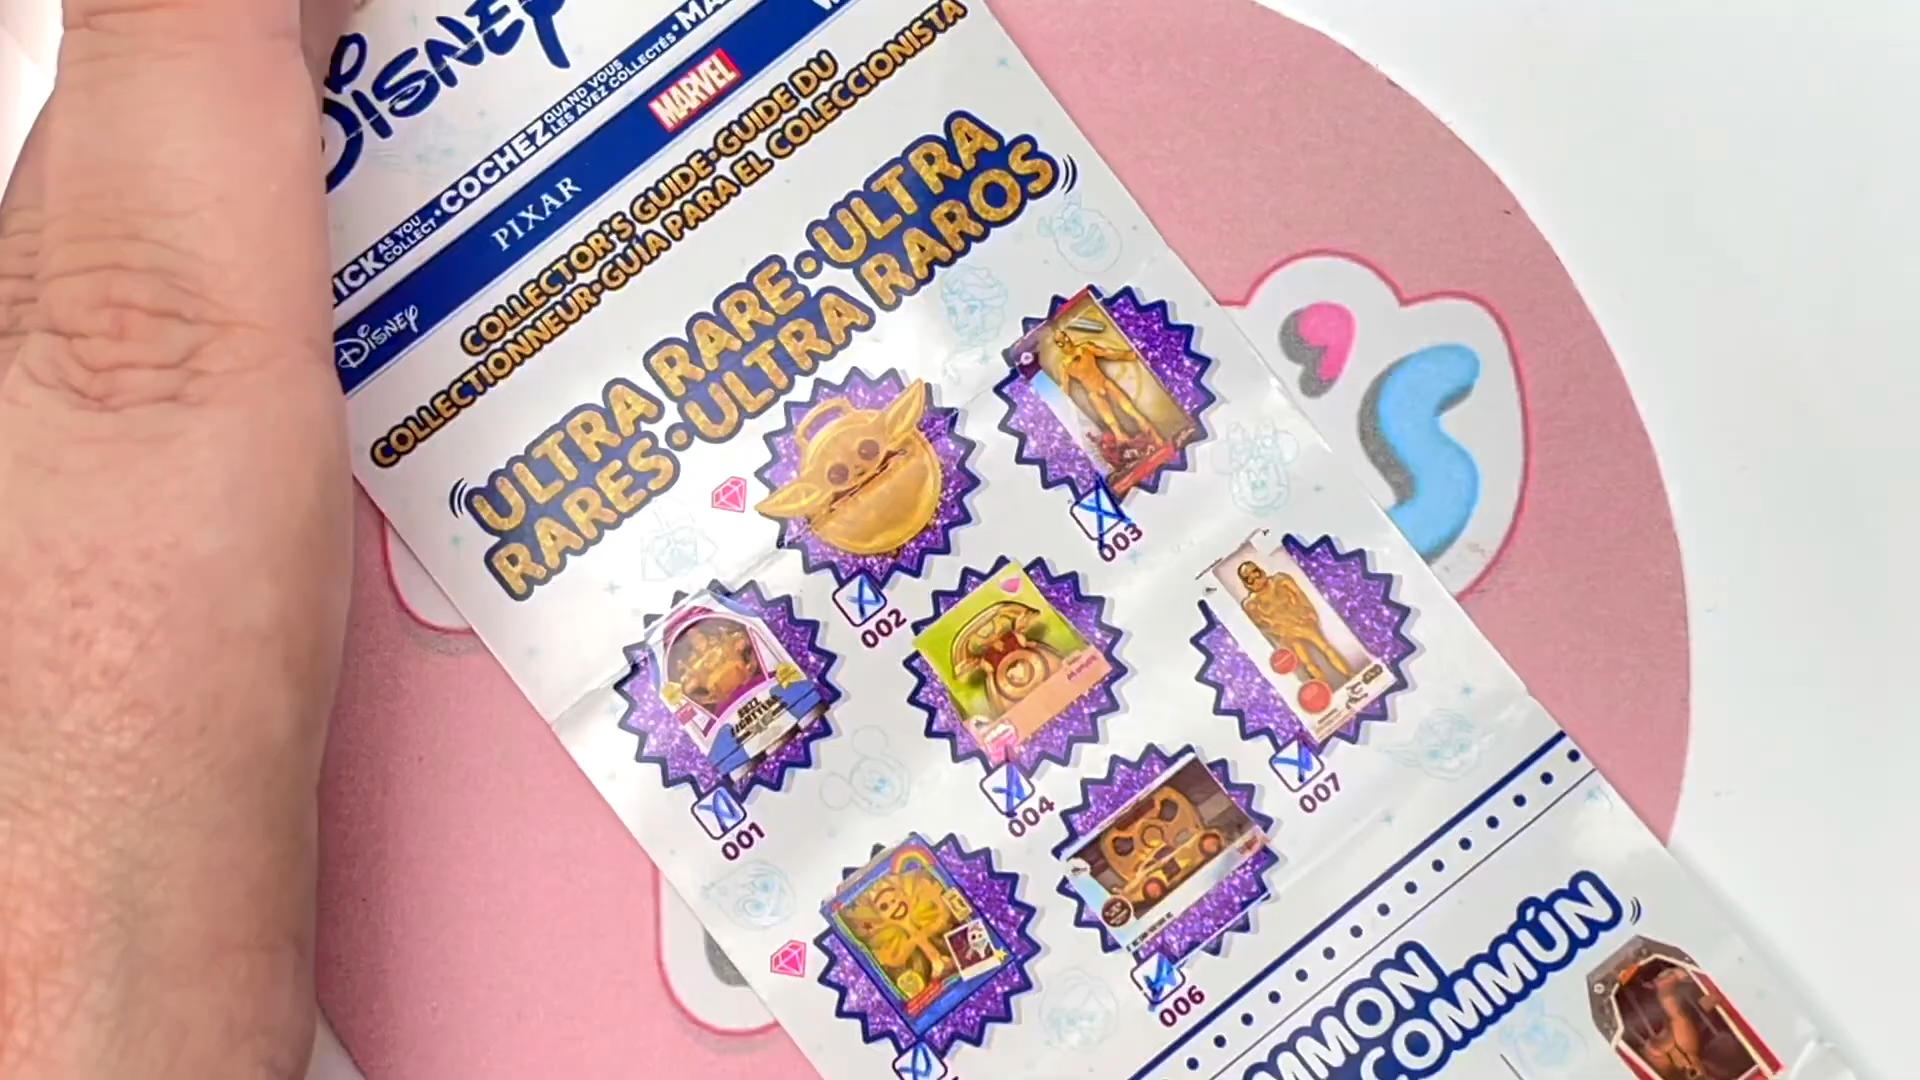 Disney
TICK AS YOU COLLECT • COCHEZ QUAND VOUS LES AVEZ COLLECTÉS • MA
Disney PIXAR MARVEL
COLLECTOR'S GUIDE • GUIDE DU
COLLECTIONNEUR • GUÍA PARA EL COLECCIONISTA
ULTRA RARE • ULTRA
RARES • ULTRA RAROS
001
002
003
004
006
007
MMON
COMMÚN